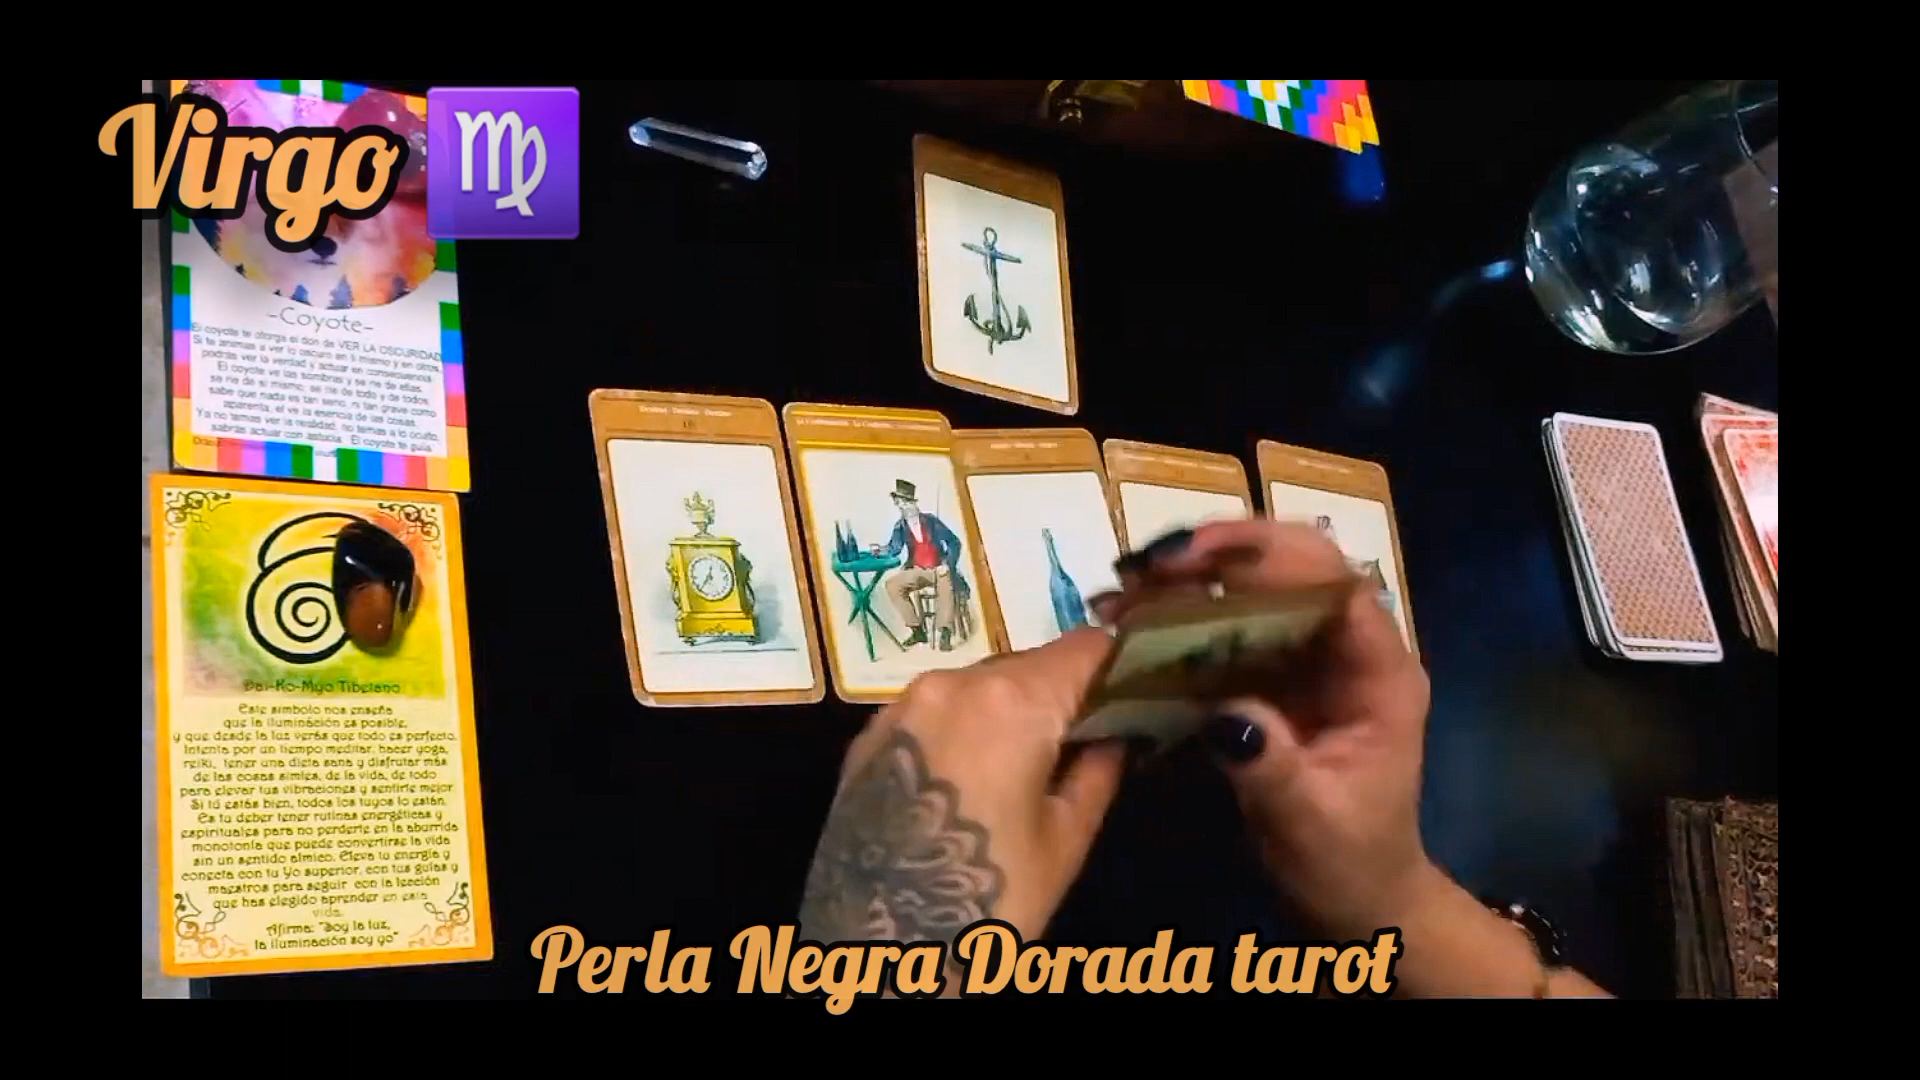 Virgo ♍
-Coyote-
El coyote te otorga el don de VER LA OSCURIDAD
Si te animas a ver lo oscuro en ti mismo y en otros,
podrás ver la verdad y actuar en consecuencia
El coyote ve las sombras y se ríe de ellas,
se ríe de sí mismo, se ríe de todo y de todos
sabe que nada es tan serio, ni tan grave como
aparenta, el ve la esencia de las cosas.
Ya no temas ver la realidad, no temas a lo oculto,
sabrás actuar con astucia. El coyote te guía
Dai-Ko-Myo Tibetano
Este símbolo nos enseña
que la iluminación es posible,
y que desde la luz verás que todo es perfecto.
Intenta por un tiempo meditar, hacer yoga,
reiki, tener una dieta sana y disfrutar más
de las cosas simles, de la vida, de todo
para elevar tus vibraciones y sentirte mejor
Si tú estás bien, todos los tuyos lo están.
Es tu deber tener rutinas energéticas y
espirituales para no perderte en la aburrida
monotonía que puede convertirse la vida
sin un sentido álmico. Eleva tu energía y
conecta con tu Yo superior, con tus guías y
maestros para seguir con la lección
que has elegido aprender en esta
vida.
Afirma: "Soy la luz,
la iluminación soy yo"
Perla Negra Dorada tarot